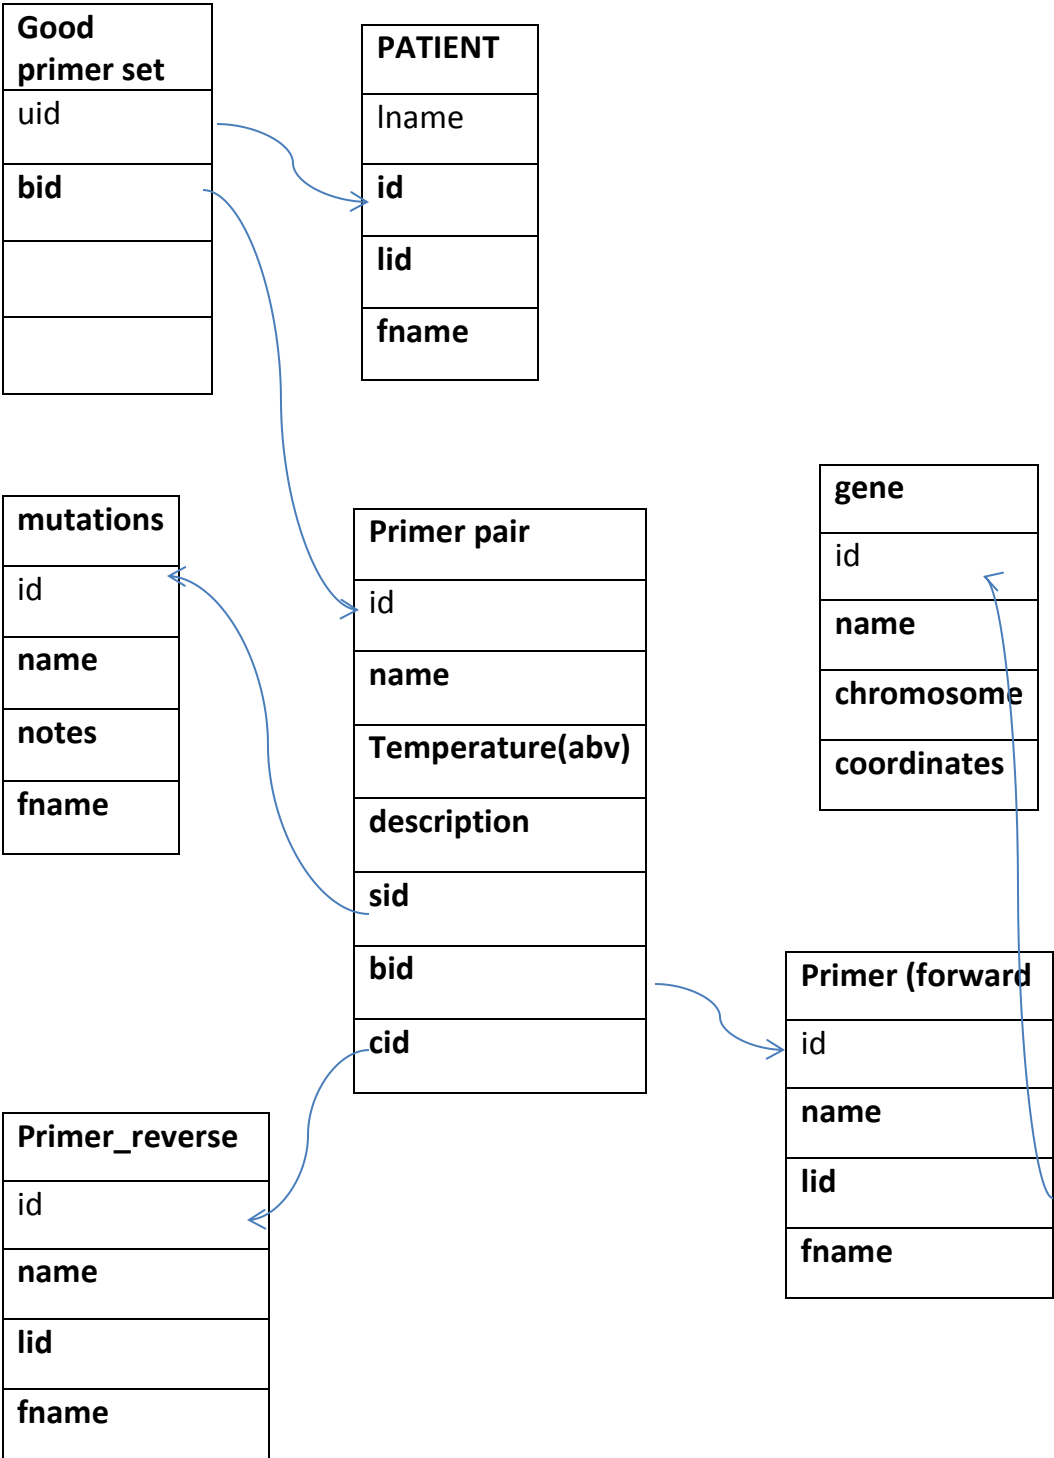 Good
primer set
uid
bid
PATIENT
lname
id
lid
fname
mutations
id
name
notes
fname
Primer pair
id
name
Temperature(abv)
description
sid
bid
cid
gene
id
name
chromosome
coordinates
Primer (forward
id
name
lid
fname
Primer_reverse
id
name
lid
fname